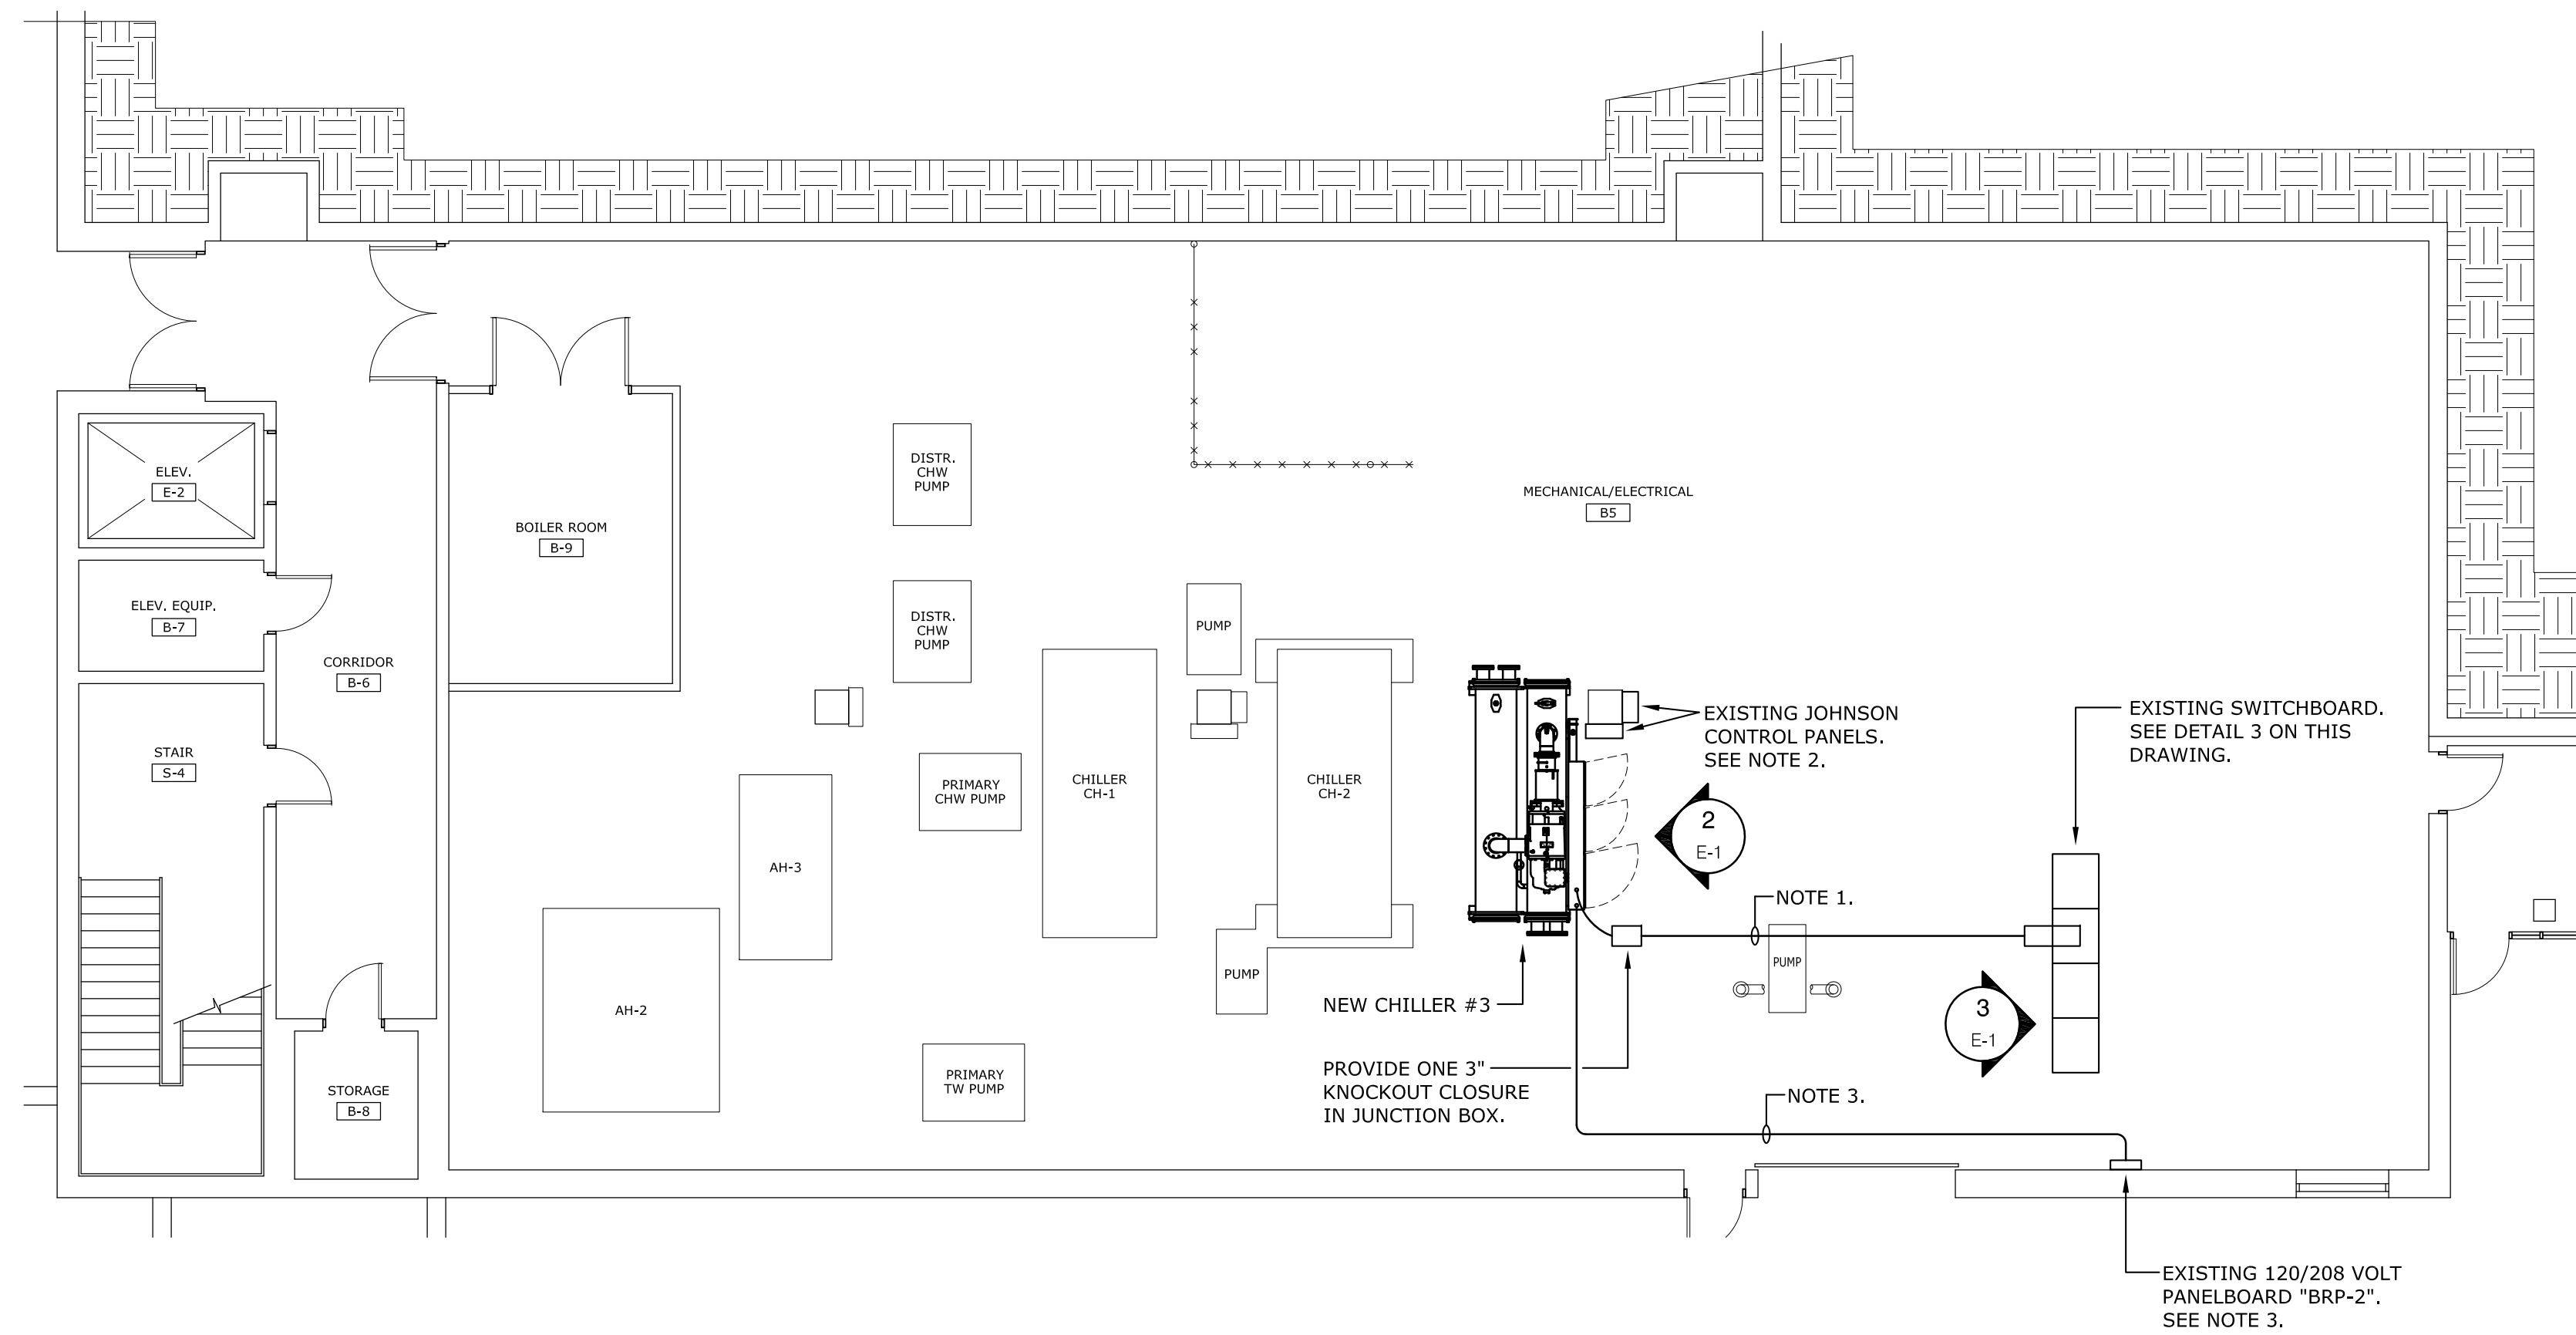 ELEV.
E-2
ELEV. EQUIP.
B-7
STAIR
S-4
CORRIDOR
B-6
STORAGE
B-8
BOILER ROOM
B-9
AH-2
AH-3
DISTR.
CHW
PUMP
DISTR.
CHW
PUMP
PRIMARY
CHW PUMP
PRIMARY
TW PUMP
CHILLER
CH-1
PUMP
CHILLER
CH-2
PUMP
MECHANICAL/ELECTRICAL
B5
EXISTING JOHNSON
CONTROL PANELS.
SEE NOTE 2.
2
E-1
EXISTING SWITCHBOARD.
SEE DETAIL 3 ON THIS
DRAWING.
NOTE 1.
PUMP
3
E-1
NEW CHILLER #3
PROVIDE ONE 3"
KNOCKOUT CLOSURE
IN JUNCTION BOX.
NOTE 3.
EXISTING 120/208 VOLT
PANELBOARD "BRP-2".
SEE NOTE 3.